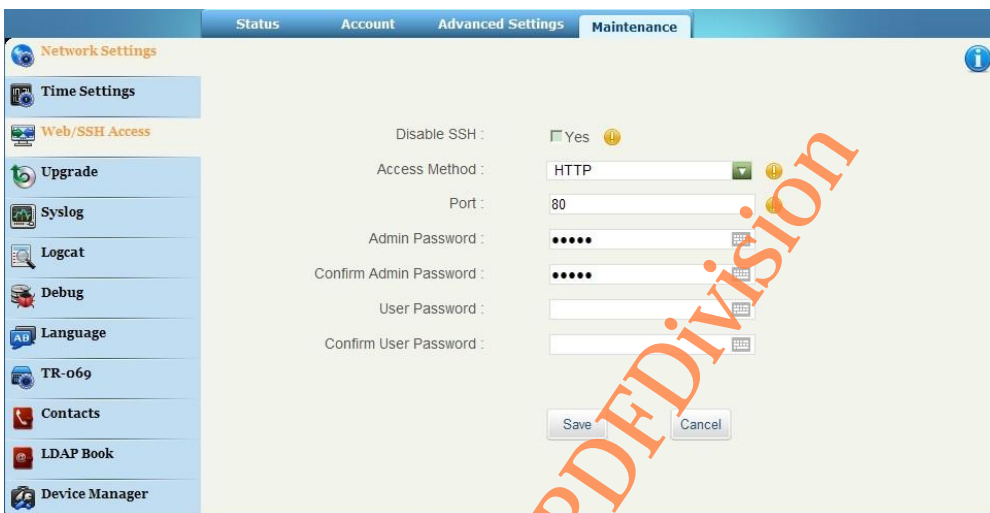 Status Account Advanced Settings Maintenance
Network Settings
Time Settings
Web/SSH Access
Upgrade
Syslog
Logcat
Debug
Language
TR-069
Contacts
LDAP Book
Device Manager
Disable SSH : Yes
Access Method : HTTP
Port : 80
Admin Password : •••••
Confirm Admin Password : •••••
User Password :
Confirm User Password :
Save Cancel
PDFDivision